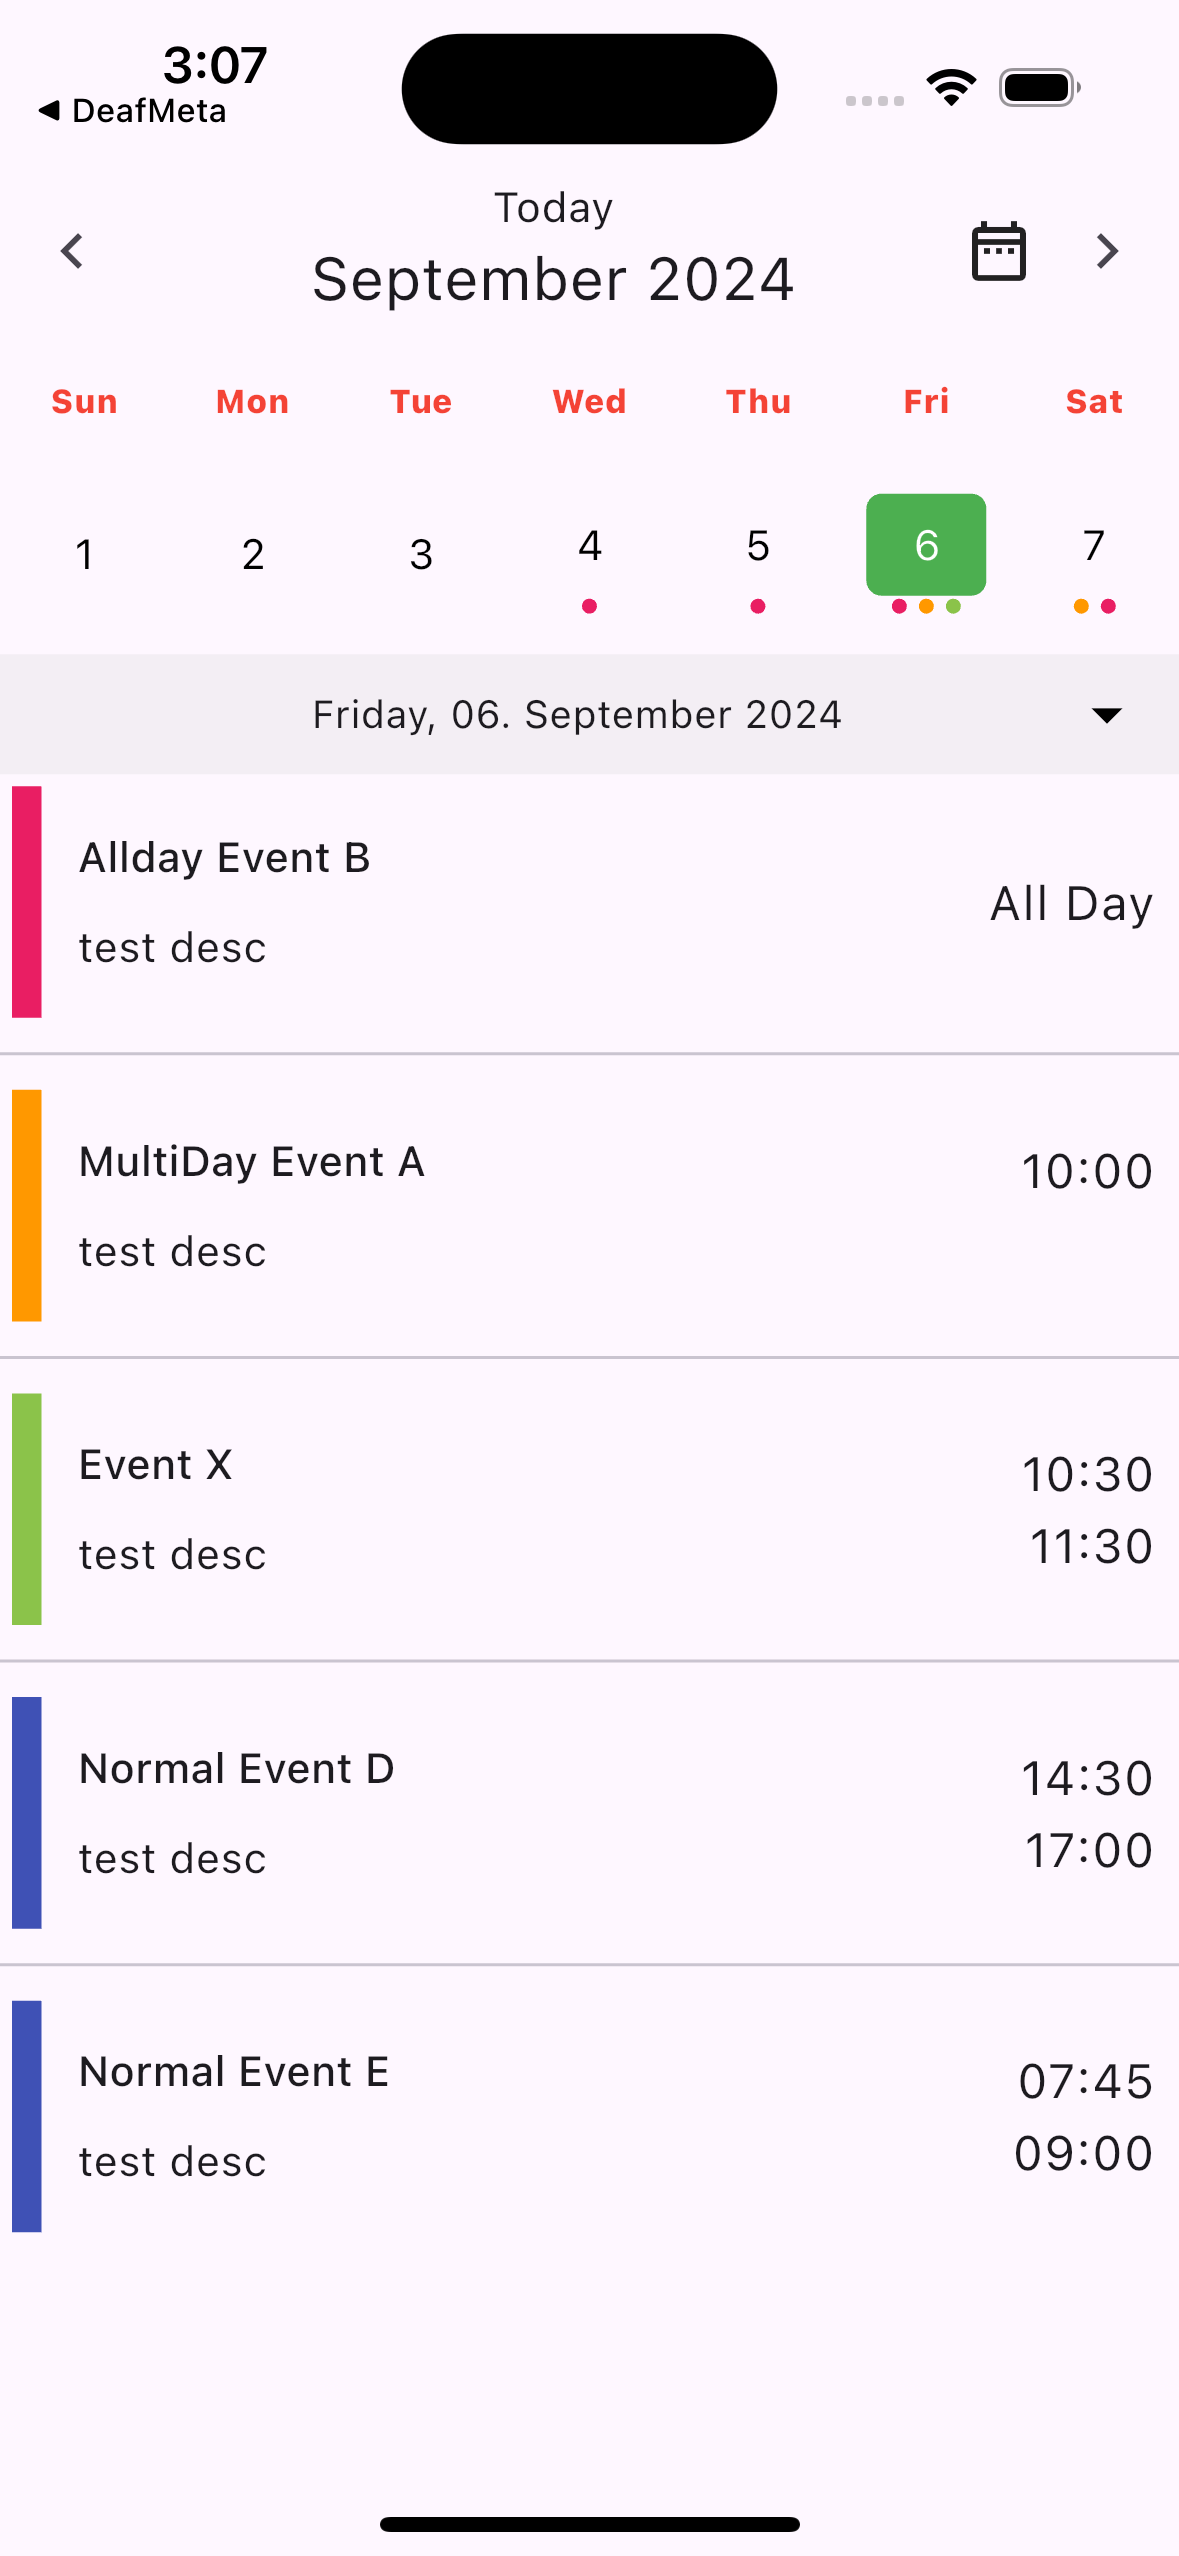 3:07
DeafMeta
Today
September 2024
Sun Mon Tue Wed Thu Fri Sat
1 2 3 4 5 6 7
Friday, 06. September 2024
Allday Event B
All Day
test desc
MultiDay Event A
10:00
test desc
Event X
10:30
test desc
11:30
Normal Event D
14:30
test desc
17:00
Normal Event E
07:45
test desc
09:00